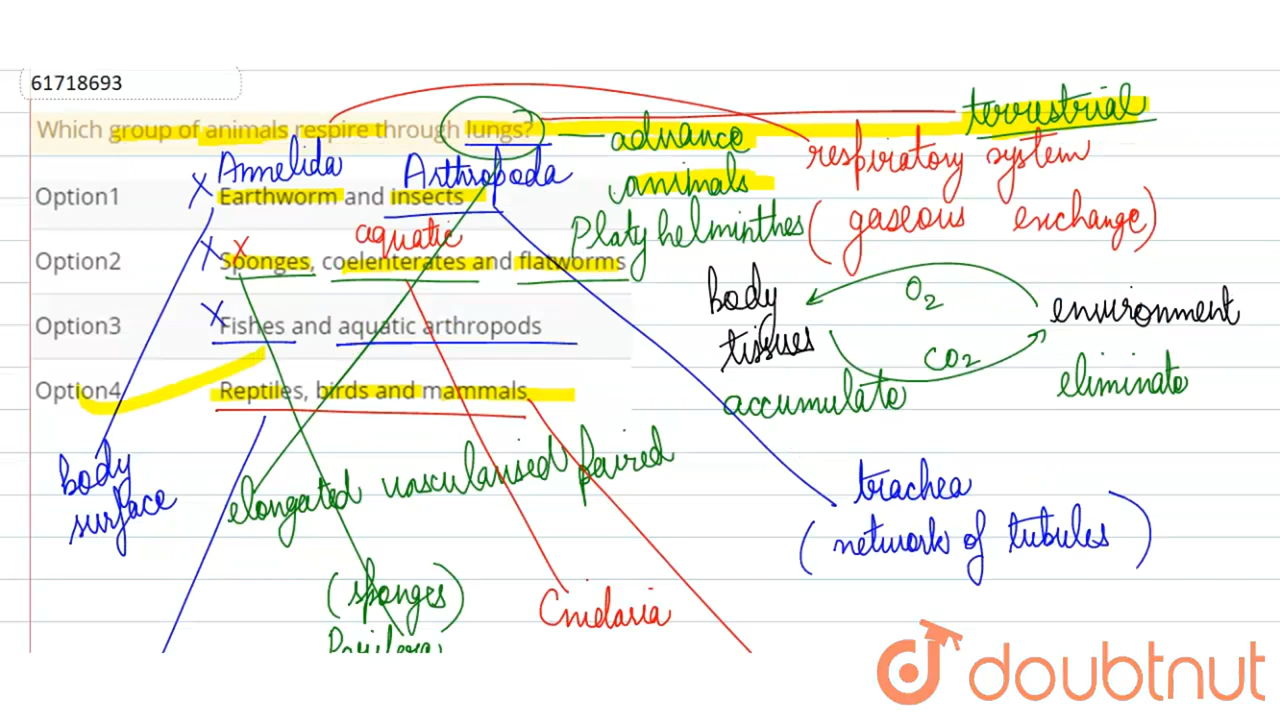 61718693
Which group of animals respire through lungs?
terrestrial
advance
animals
respiratory system
(gaseous exchange)
Annelida
Arthropoda
Option1
Earthworm and insects
aquatic
Platyhelminthes
Option2
Sponges, coelenterates and flatworms
Option3
Fishes and aquatic arthropods
Option4
Reptiles, birds and mammals
body
tissues
O2
CO2
environment
accumulate
eliminate
body
surface
elongated vascularised paired
trachea
(network of tubules)
(sponges)
Cnidaria
doubtnut